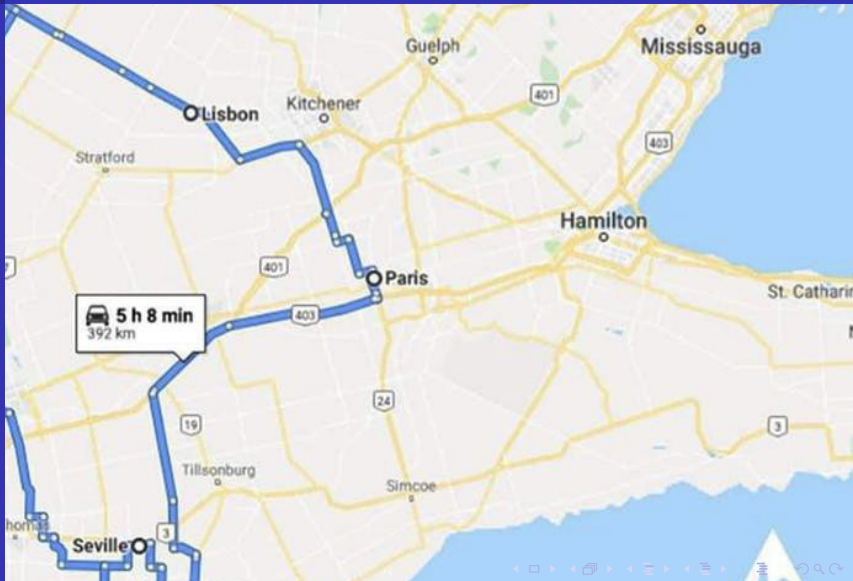 Guelph
Mississauga
401
Lisbon
Kitchener
403
Stratford
Hamilton
401
Paris
St. Catharin
5 h 8 min
392 km
403
24
19
3
Tillsonburg
Simcoe
homas
3
Seville